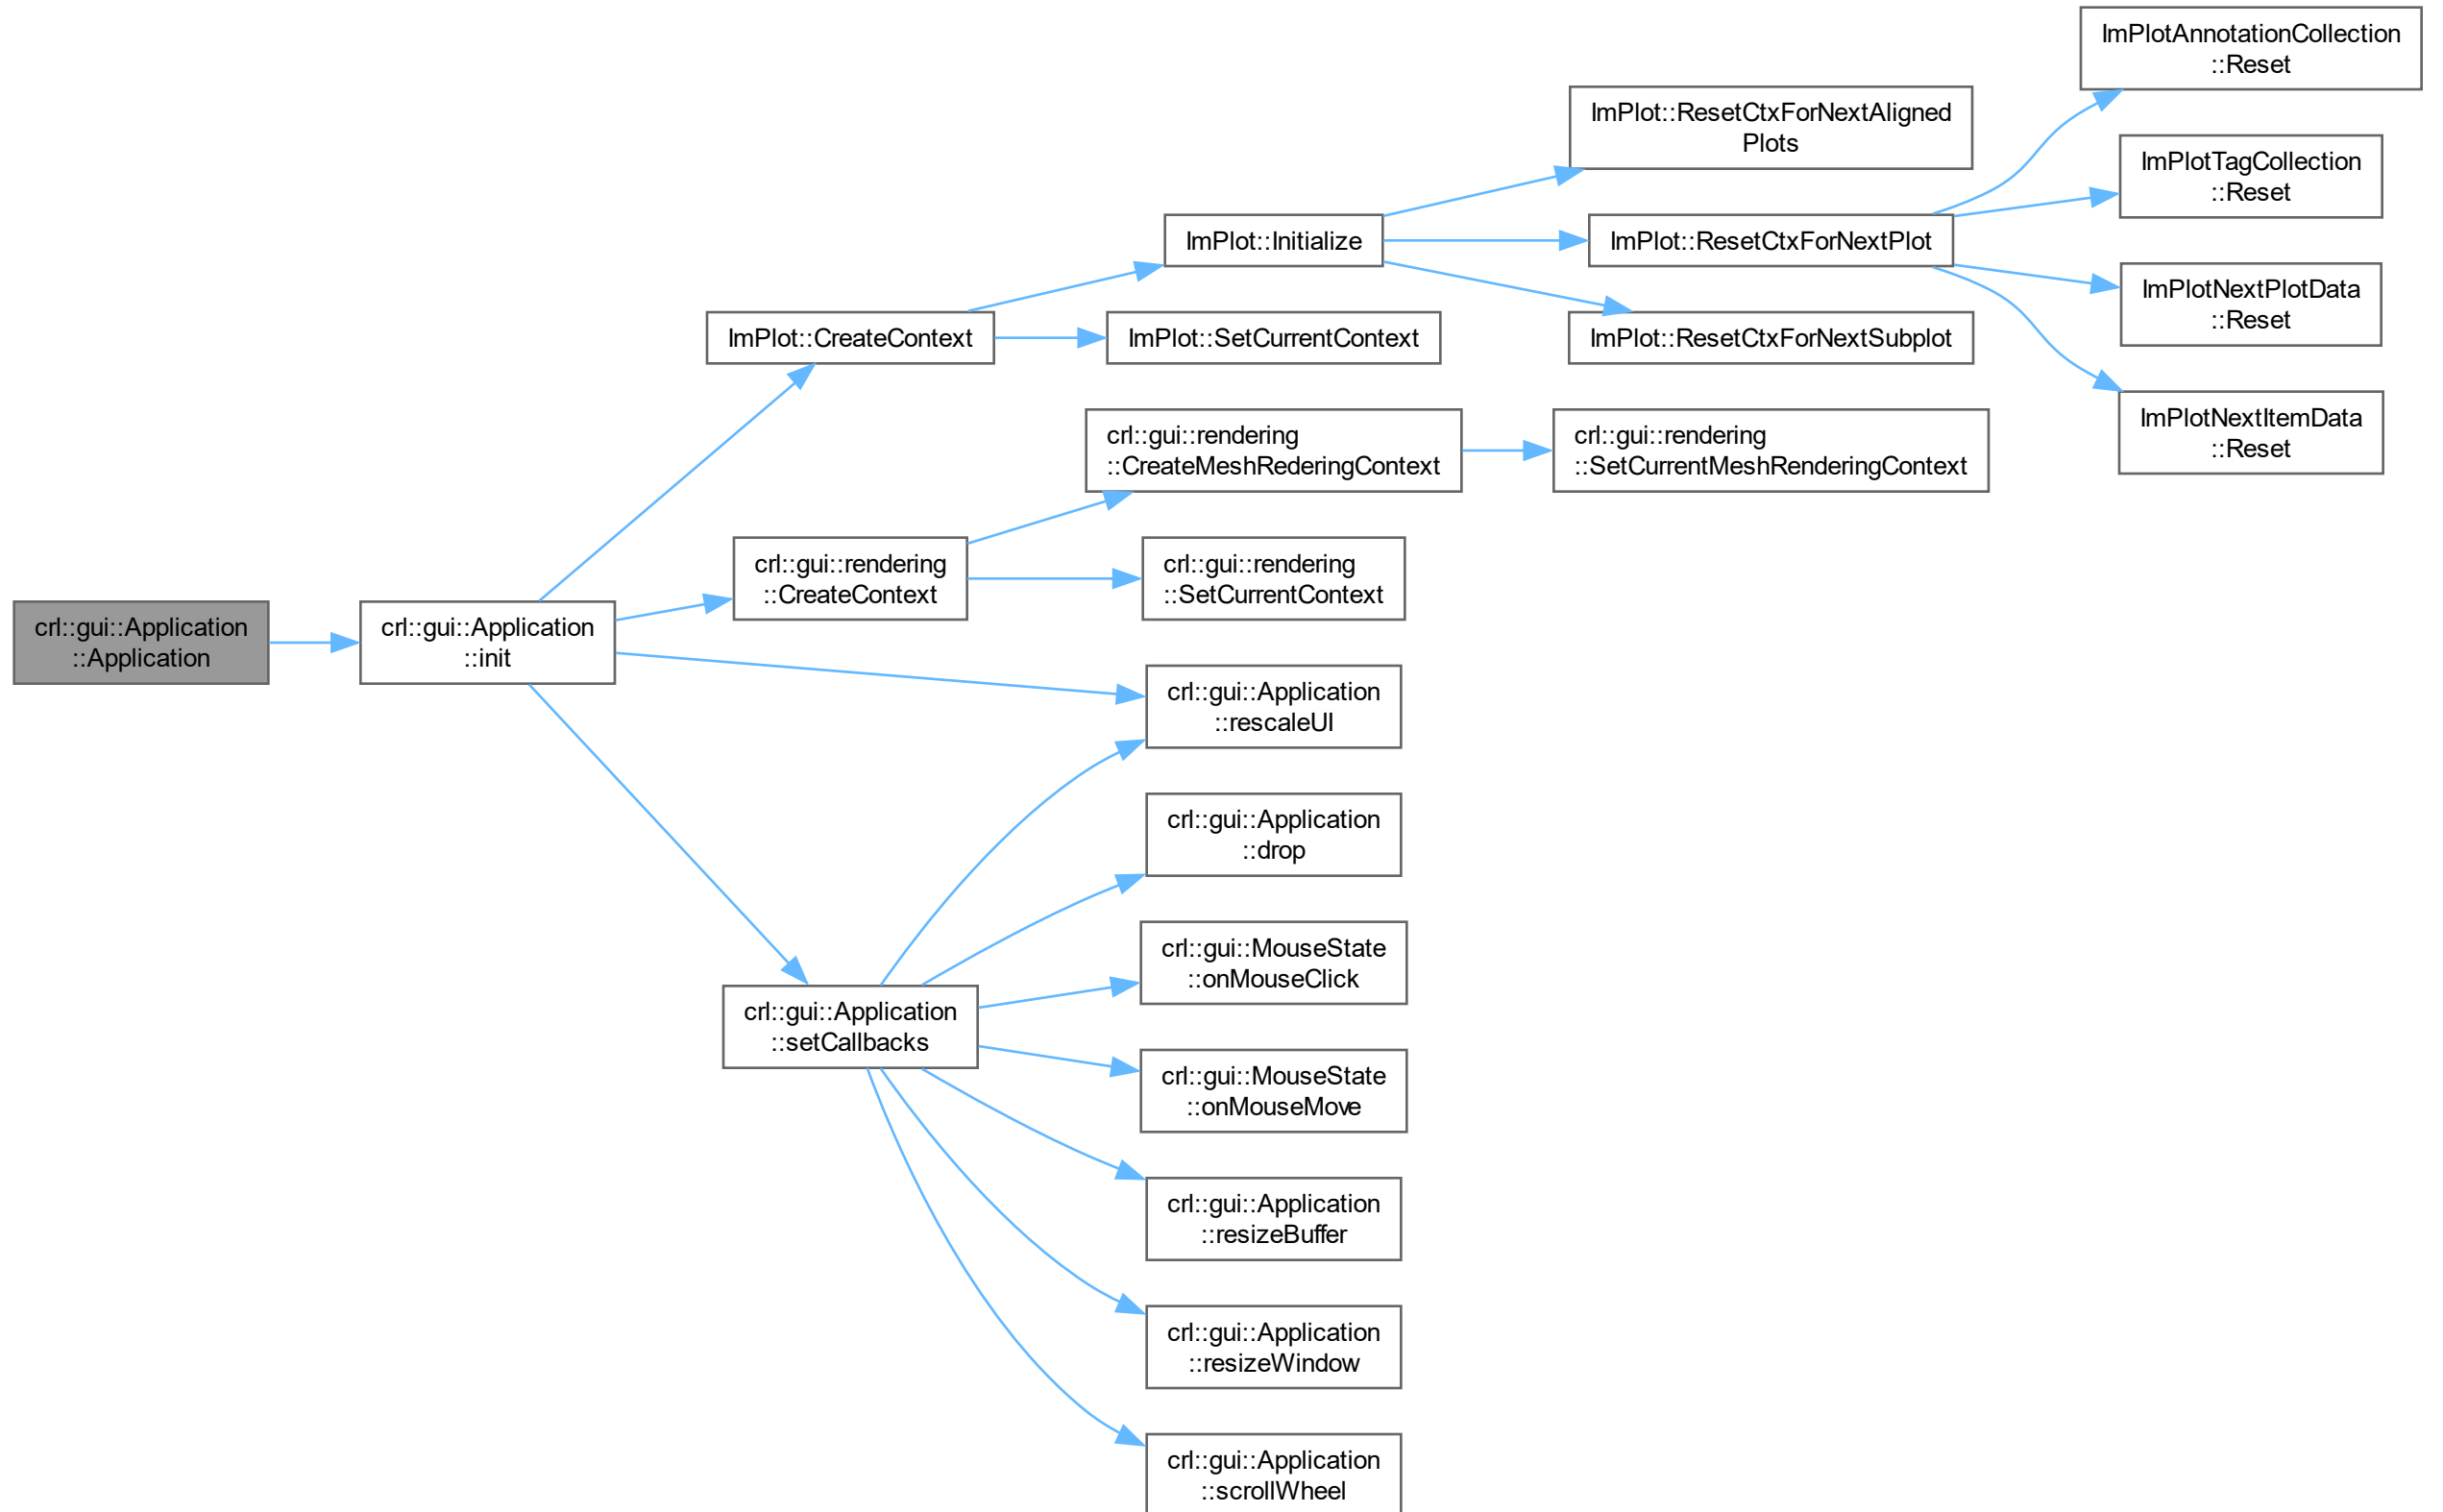 crl::gui::Application
::Application
crl::gui::Application
::init
ImPlot::CreateContext
ImPlot::Initialize
ImPlot::ResetCtxForNextAligned
Plots
ImPlot::ResetCtxForNextPlot
ImPlotAnnotationCollection
::Reset
ImPlotTagCollection
::Reset
ImPlotNextPlotData
::Reset
ImPlotNextItemData
::Reset
ImPlot::ResetCtxForNextSubplot
ImPlot::SetCurrentContext
crl::gui::rendering
::CreateContext
crl::gui::rendering
::CreateMeshRederingContext
crl::gui::rendering
::SetCurrentMeshRenderingContext
crl::gui::rendering
::SetCurrentContext
crl::gui::Application
::rescaleUI
crl::gui::Application
::setCallbacks
crl::gui::Application
::drop
crl::gui::MouseState
::onMouseClick
crl::gui::MouseState
::onMouseMove
crl::gui::Application
::resizeBuffer
crl::gui::Application
::resizeWindow
crl::gui::Application
::scrollWheel